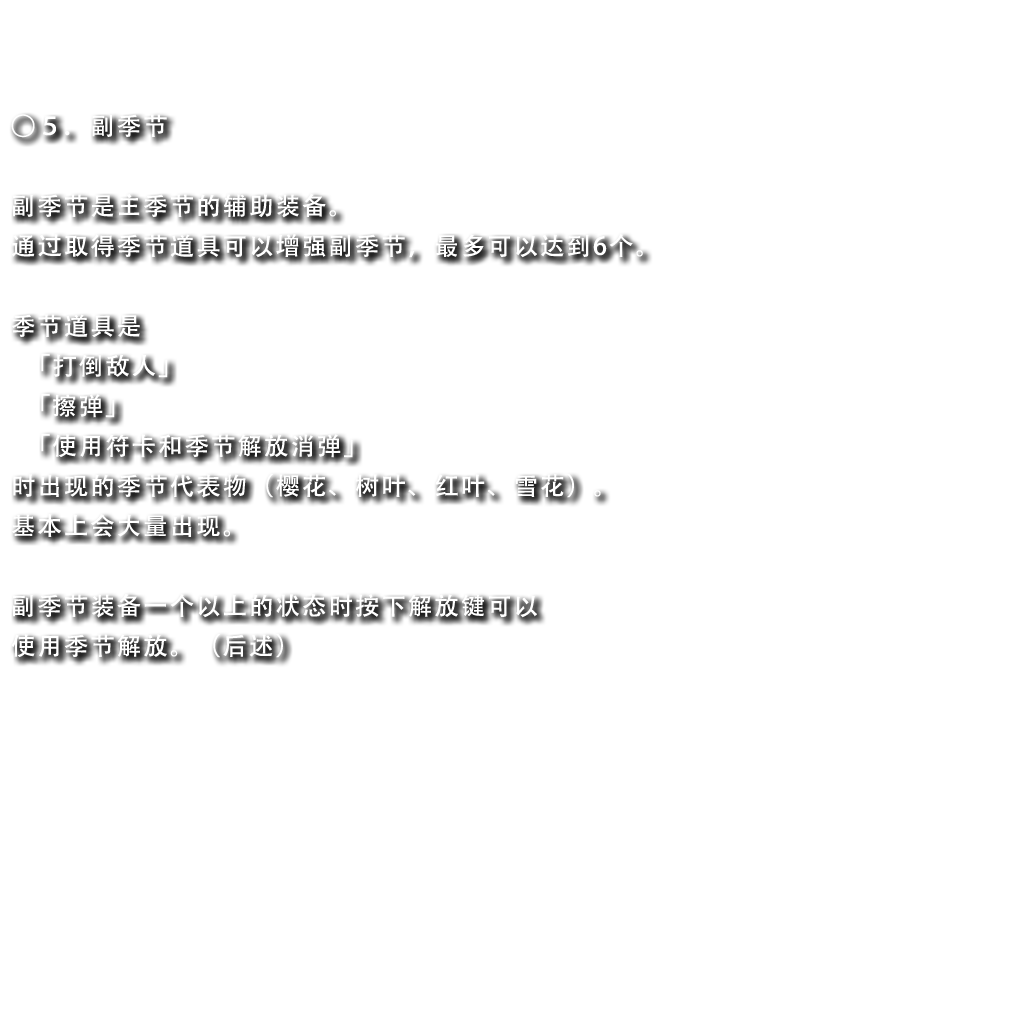 ○５．副季节
副季节是主季节的辅助装备。
通过取得季节道具可以增强副季节，最多可以达到6个。
季节道具是
「打倒敌人」
「擦弹」
「使用符卡和季节解放消弹」
时出现的季节代表物（樱花、树叶、红叶、雪花）。
基本上会大量出现。
副季节装备一个以上的状态时按下解放键可以
使用季节解放。（后述）